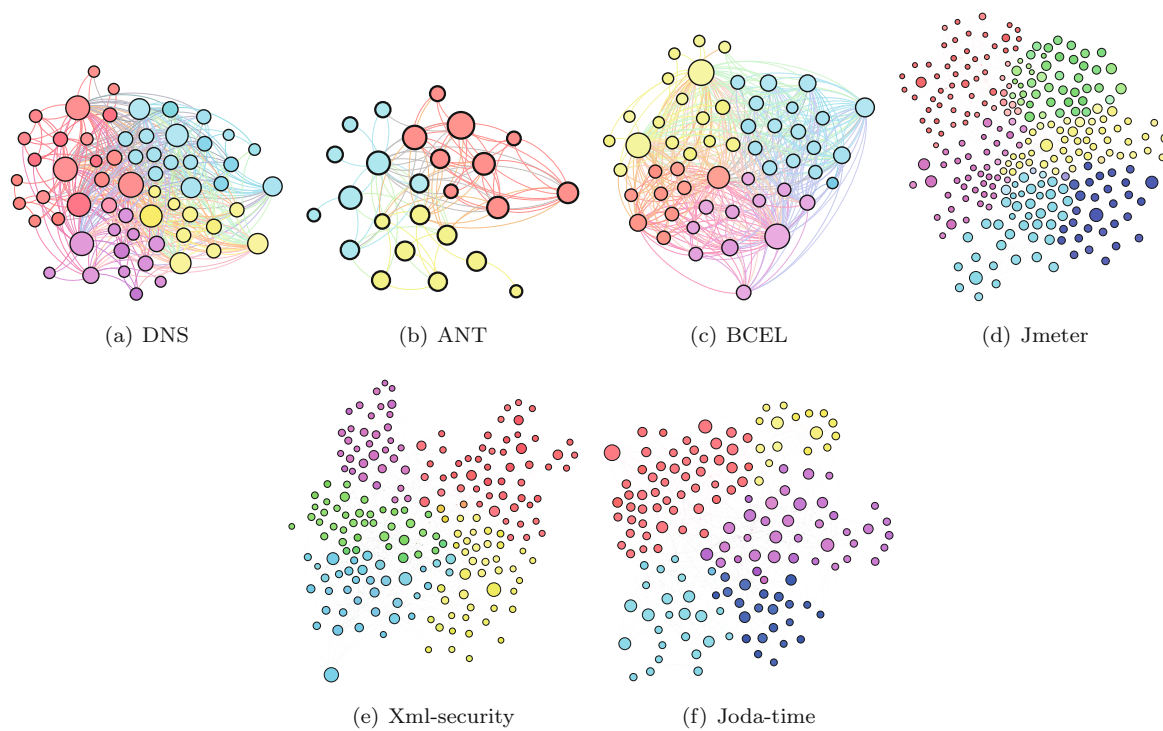 (a) DNS
(b) ANT
(c) BCEL
(d) Jmeter
(e) Xml-security
(f) Joda-time